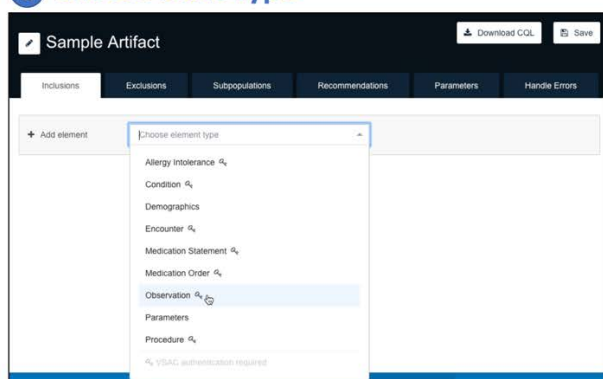 Sample Artifact
Download CQL
Save
Inclusions
Exclusions
Subpopulations
Recommendations
Parameters
Handle Errors
+ Add element
Choose element type
Allergy Intolerance
Condition
Demographics
Encounter
Medication Statement
Medication Order
Observation
Parameters
Procedure
VSAC authentication required